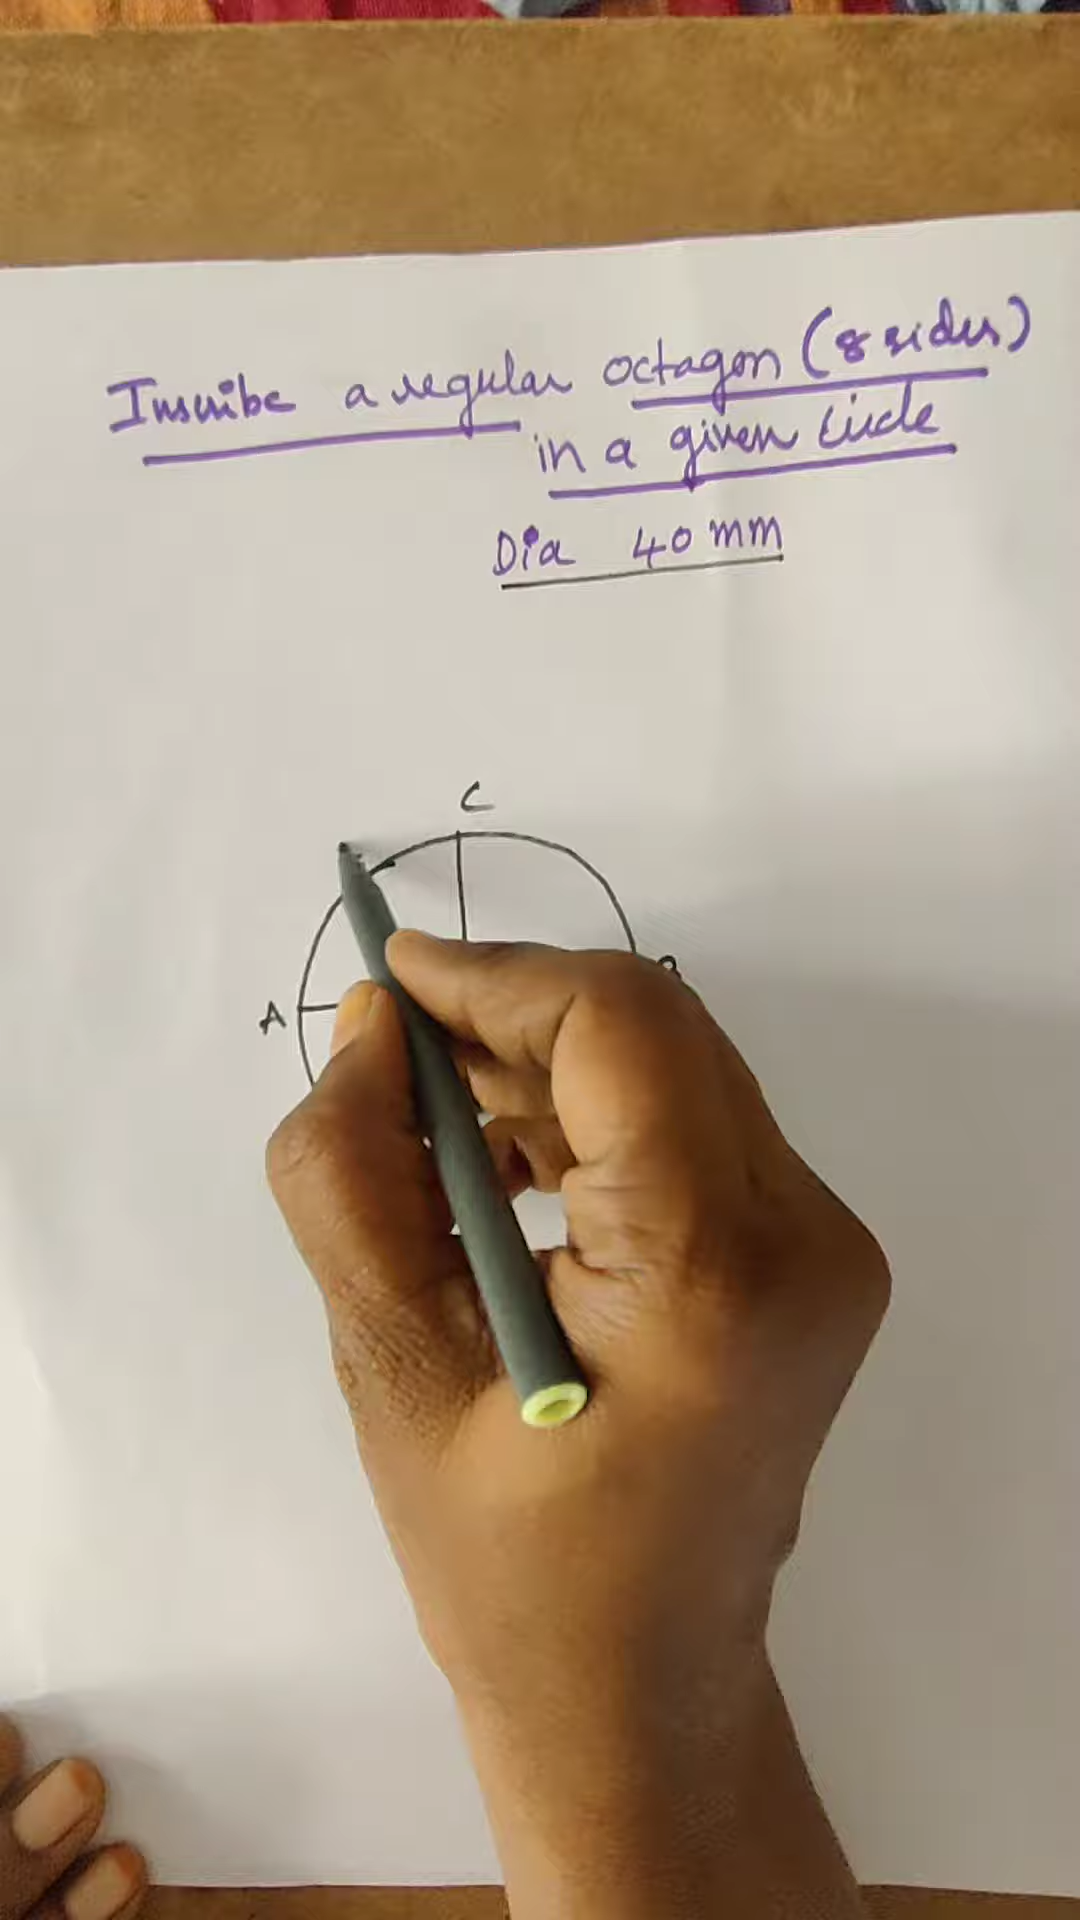 Inscribe a regular octagon (8 sides)
in a given circle
Dia 40 mm
C
A